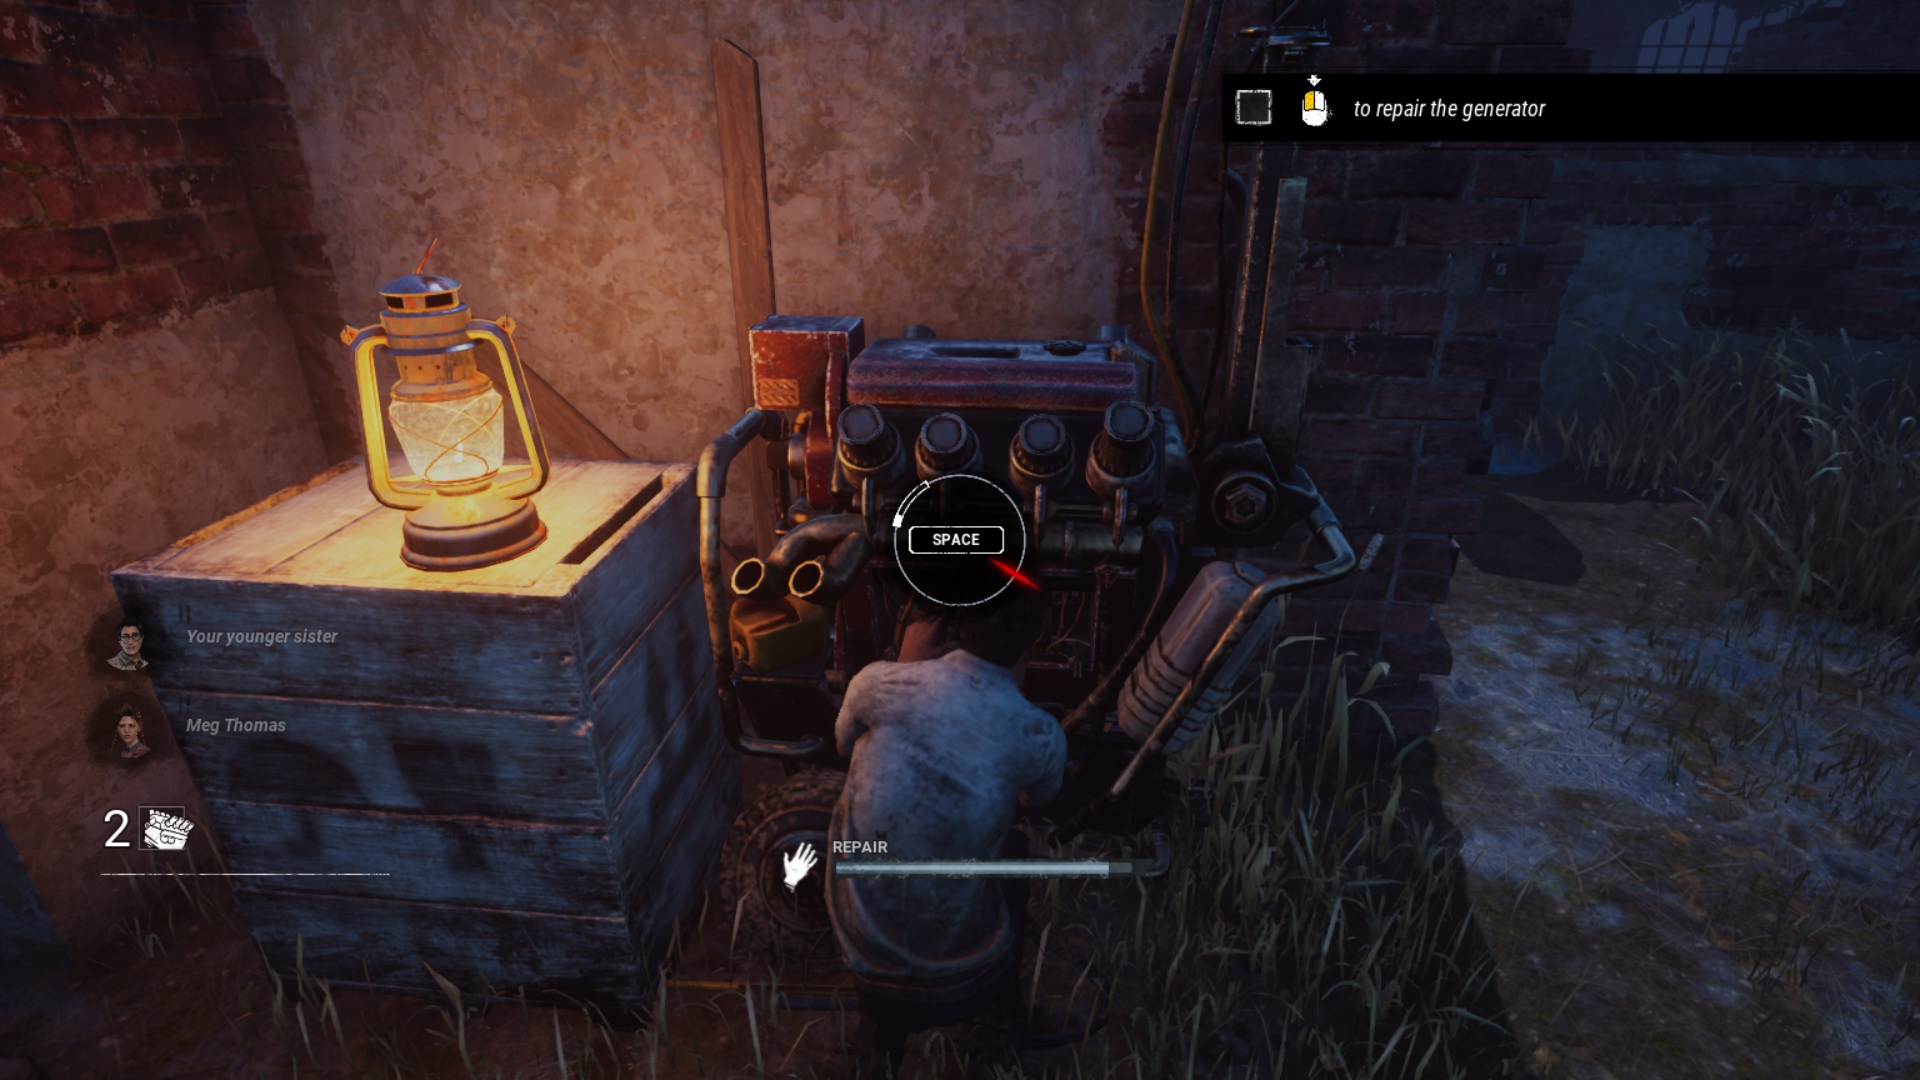 to repair the generator
SPACE
Your younger sister
Meg Thomas
2
REPAIR